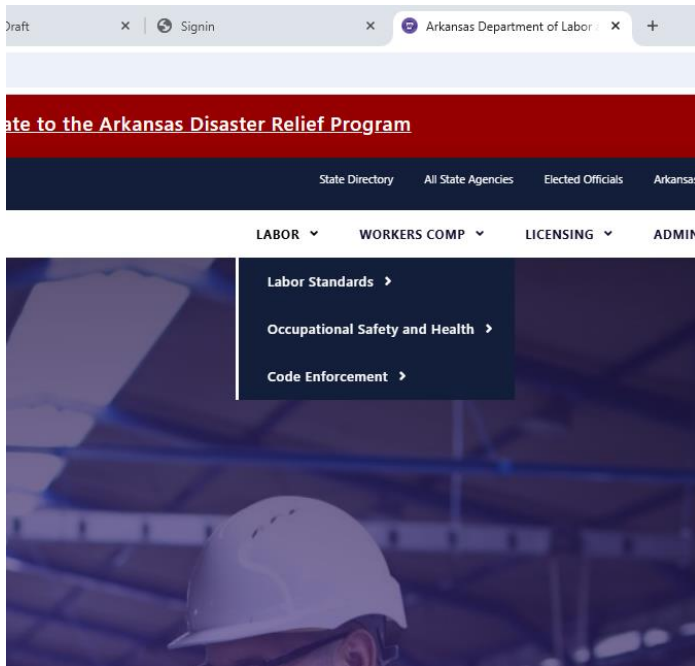 Draft Signin Arkansas Department of Labor
ate to the Arkansas Disaster Relief Program
State Directory All State Agencies Elected Officials Arkansas
LABOR WORKERS COMP LICENSING ADMIN
Labor Standards
Occupational Safety and Health
Code Enforcement